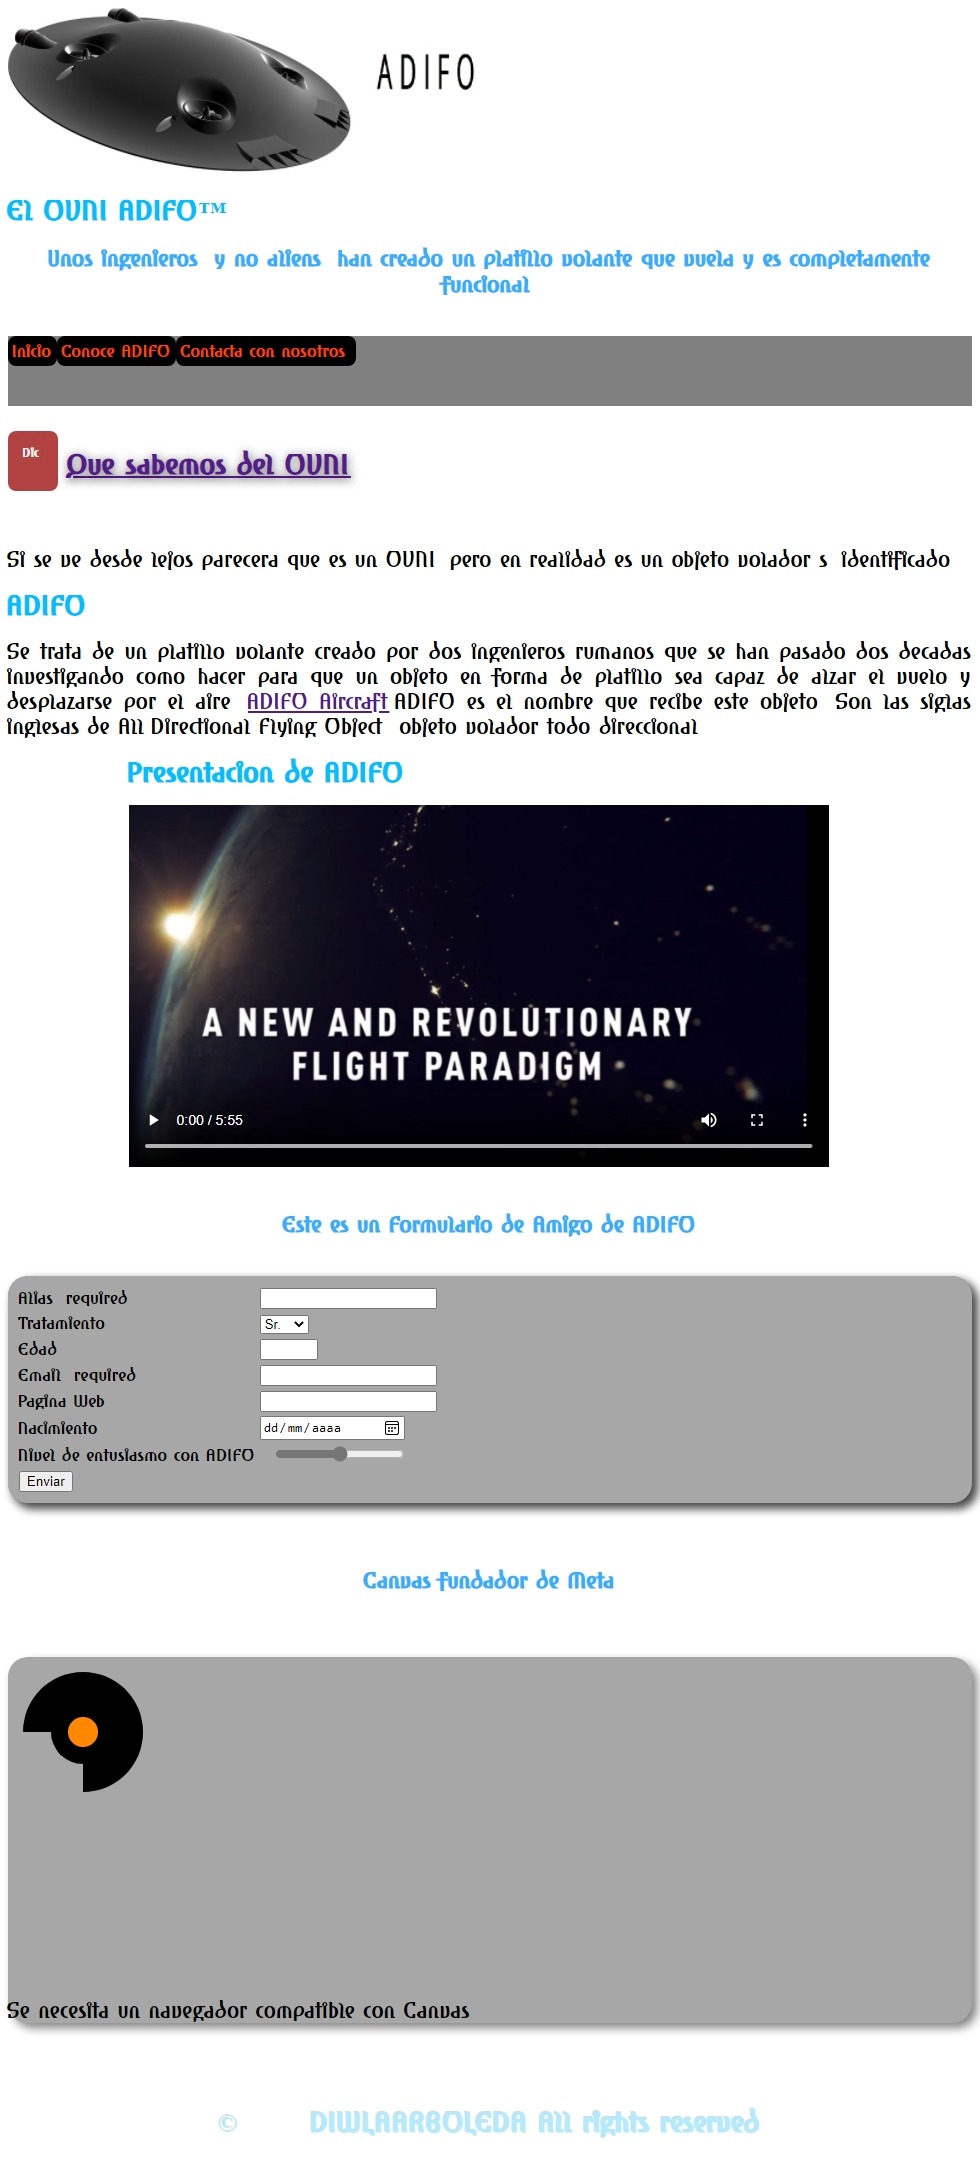 ADIFO
El OVNI ADIFO™
Unos ingenieros y no aliens han creado un platillo volante que vuela y es completamente
funcional
Inicio Conoce ADIFO Contacta con nosotros
Dic
Que sabemos del OVNI
Si se ve desde lejos parecera que es un OVNI pero en realidad es un objeto volador s identificado
ADIFO
Se trata de un platillo volante creado por dos ingenieros rumanos que se han pasado dos decadas
investigando como hacer para que un objeto en forma de platillo sea capaz de alzar el vuelo y
desplazarse por el aire ADIFO Aircraft ADIFO es el nombre que recibe este objeto Son las siglas
inglesas de All Directional Flying Object objeto volador todo direccional
Presentacion de ADIFO
A NEW AND REVOLUTIONARY
FLIGHT PARADIGM
0:00 / 5:55
Este es un Formulario de Amigo de ADIFO
Alias required
Tratamiento Sr.
Edad
Email required
Pagina Web
Nacimiento dd/mm/aaaa
Nivel de entusiasmo con ADIFO
Enviar
Canvas fundador de Meta
Se necesita un navegador compatible con Canvas
© DIWLAARBOLEDA All rights reserved